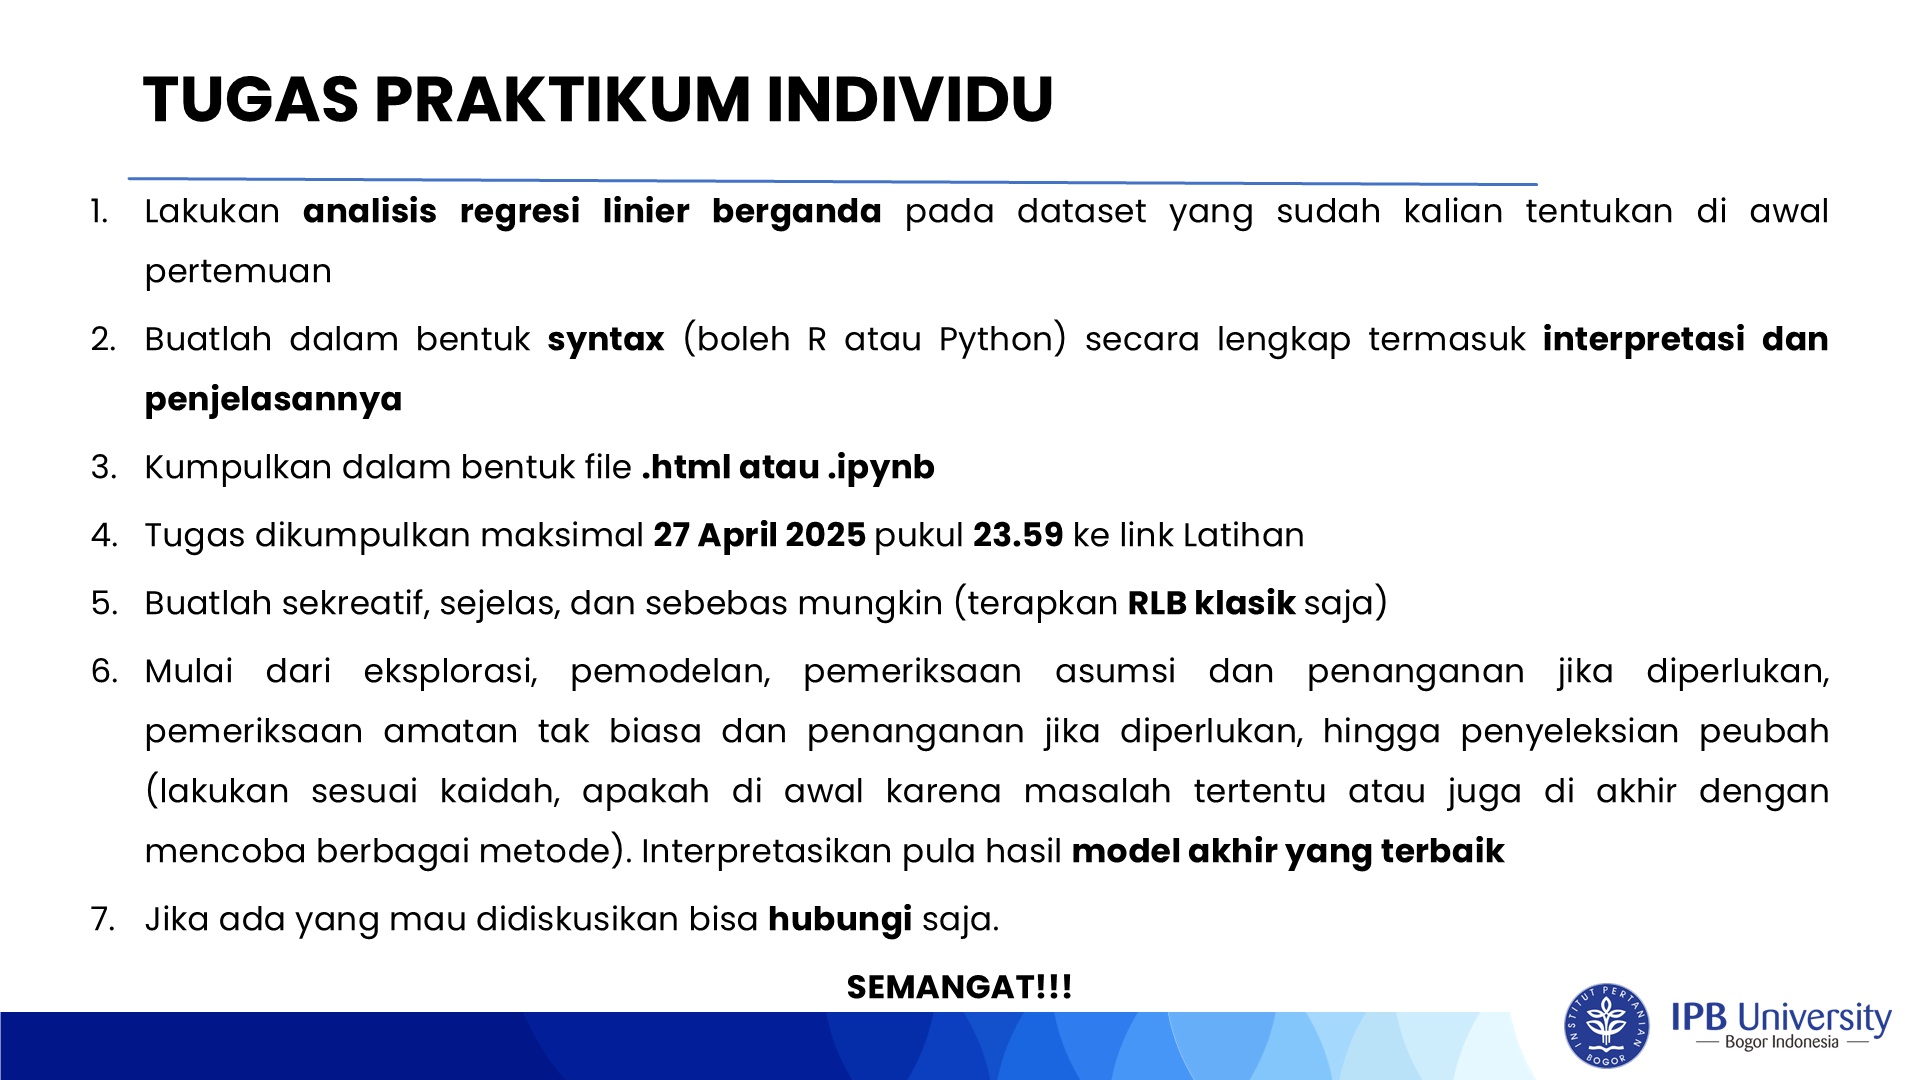 TUGAS PRAKTIKUM INDIVIDU
1. Lakukan analisis regresi linier berganda pada dataset yang sudah kalian tentukan di awal
pertemuan
2. Buatlah dalam bentuk syntax (boleh R atau Python) secara lengkap termasuk interpretasi dan
penjelasannya
3. Kumpulkan dalam bentuk file .html atau .ipynb
4. Tugas dikumpulkan maksimal 27 April 2025 pukul 23.59 ke link Latihan
5. Buatlah sekreatif, sejelas, dan sebebas mungkin (terapkan RLB klasik saja)
6. Mulai dari eksplorasi, pemodelan, pemeriksaan asumsi dan penanganan jika diperlukan,
pemeriksaan amatan tak biasa dan penanganan jika diperlukan, hingga penyeleksian peubah
(lakukan sesuai kaidah, apakah di awal karena masalah tertentu atau juga di akhir dengan
mencoba berbagai metode). Interpretasikan pula hasil model akhir yang terbaik
7. Jika ada yang mau didiskusikan bisa hubungi saja.
SEMANGAT!!!
INSTITUT PERTANIAN
BOGOR
IPB University
Bogor Indonesia